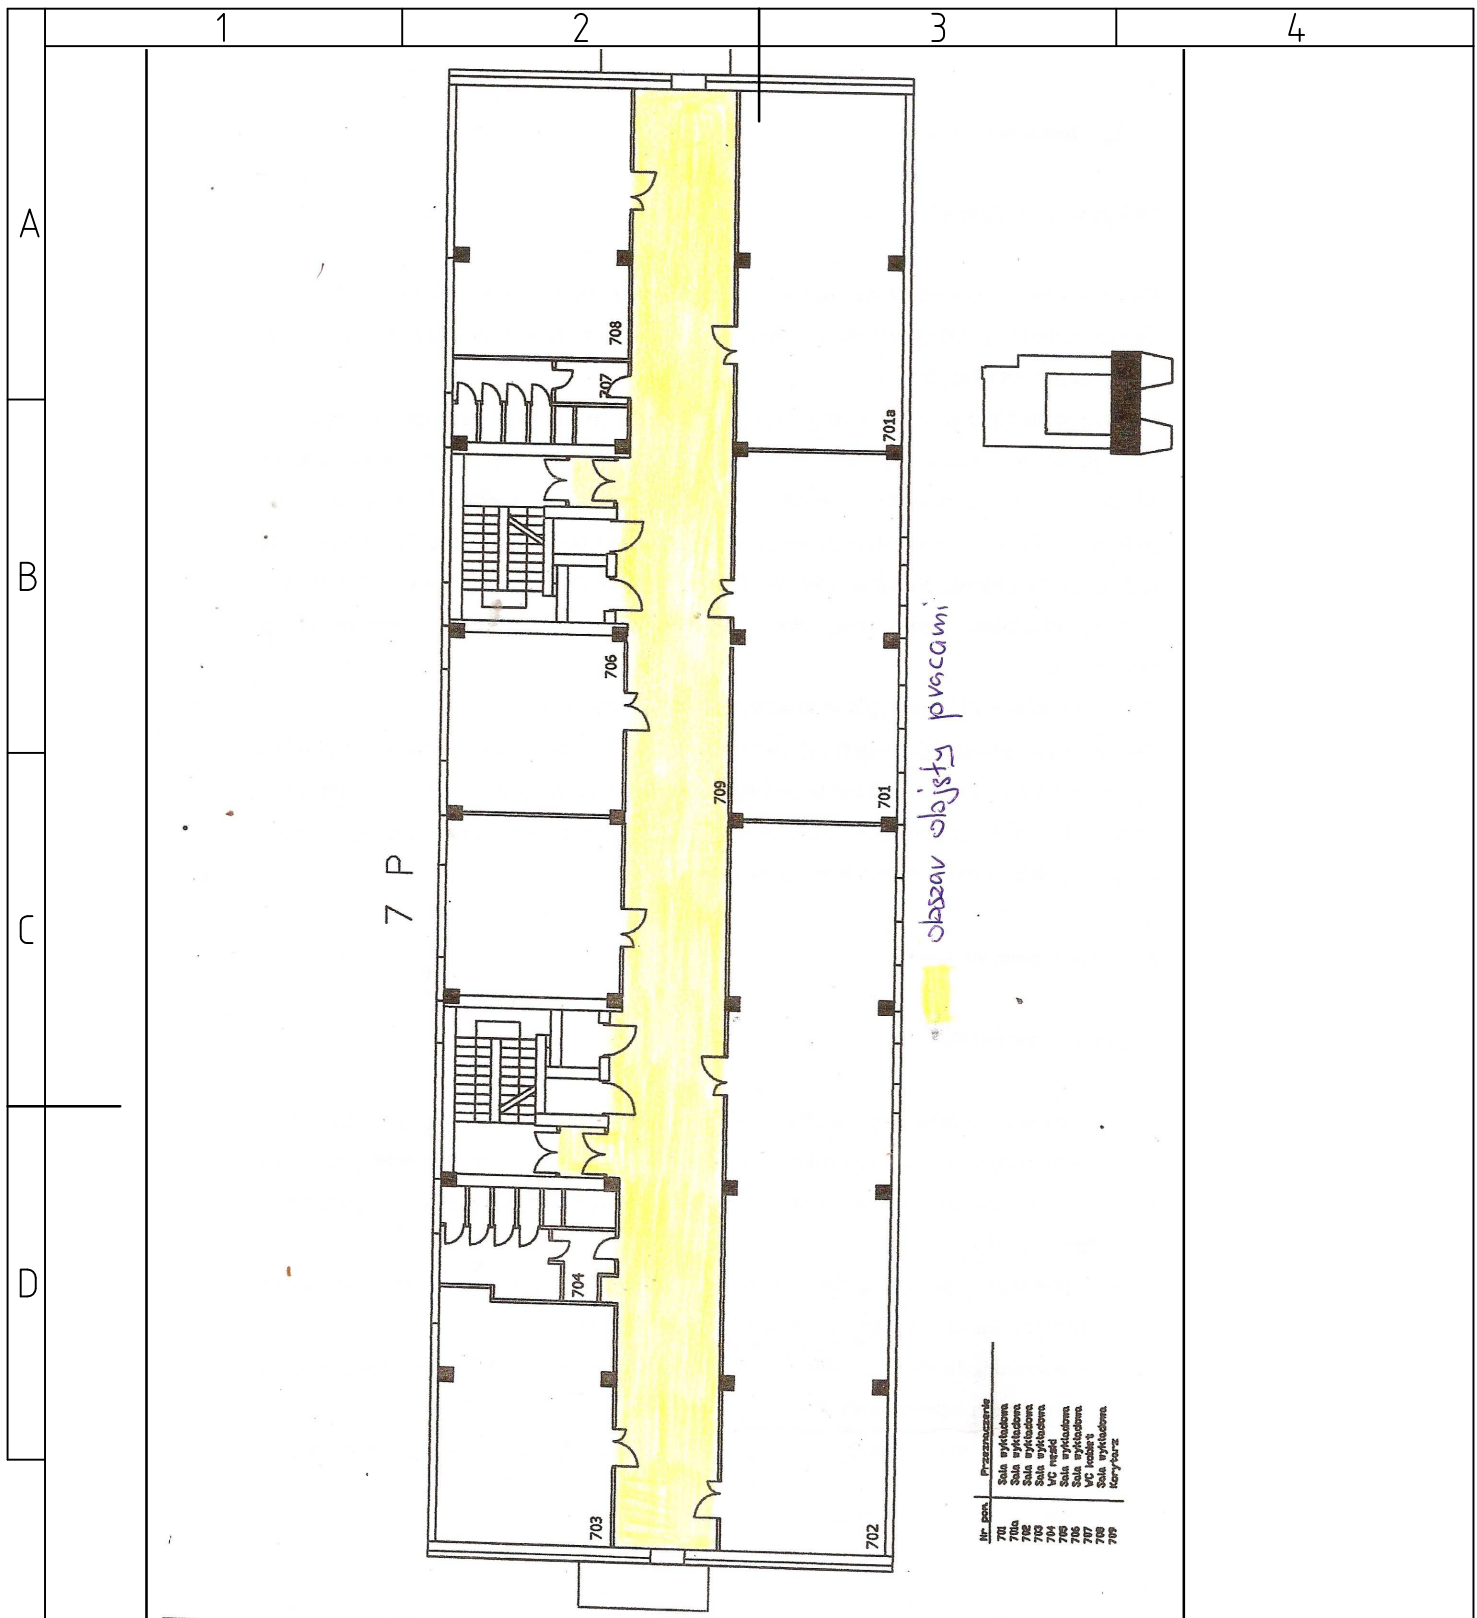 1
2
3
4
A
B
C
D
7 P
708
707
701a
706
709
701
704
703
702
obszar objęty pracami
Nr pom. Przeznaczenie
701 Sala wykładowa
701a Sala wykładowa
702 Sala wykładowa
703 Sala wykładowa
704 WC męski
705 Sala wykładowa
706 Sala wykładowa
707 WC kobiet
708 Sala wykładowa
709 Korytarz